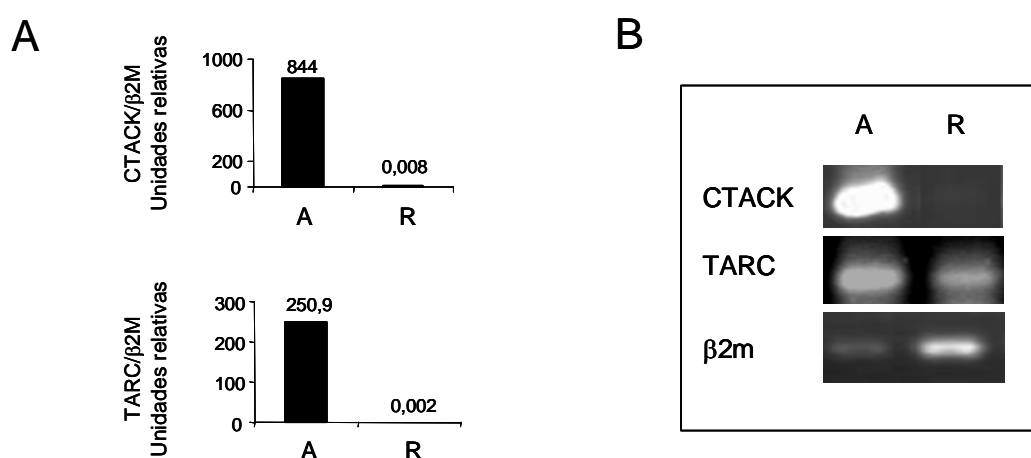 A
CTACK/β2M
Unidades relativas
1000
600
200
0
844
0,008
A
R
TARC/β2M
Unidades relativas
300
200
100
0
250,9
0,002
A
R
B
A
R
CTACK
TARC
β2m